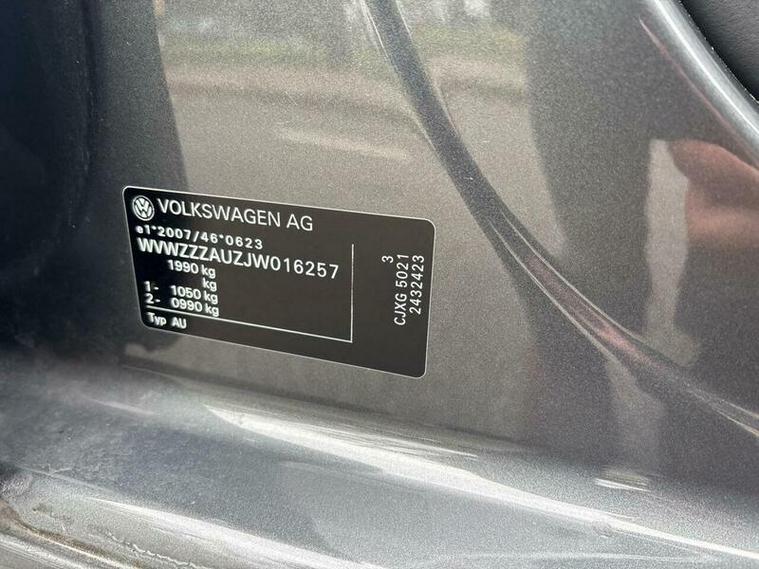 VOLKSWAGEN AG
e1*2007/46*0623
WVWZZZAUZJW016257
1990 kg
kg
1- 1050 kg
2- 0990 kg
Typ AU
3
CJXG 5021
2432423